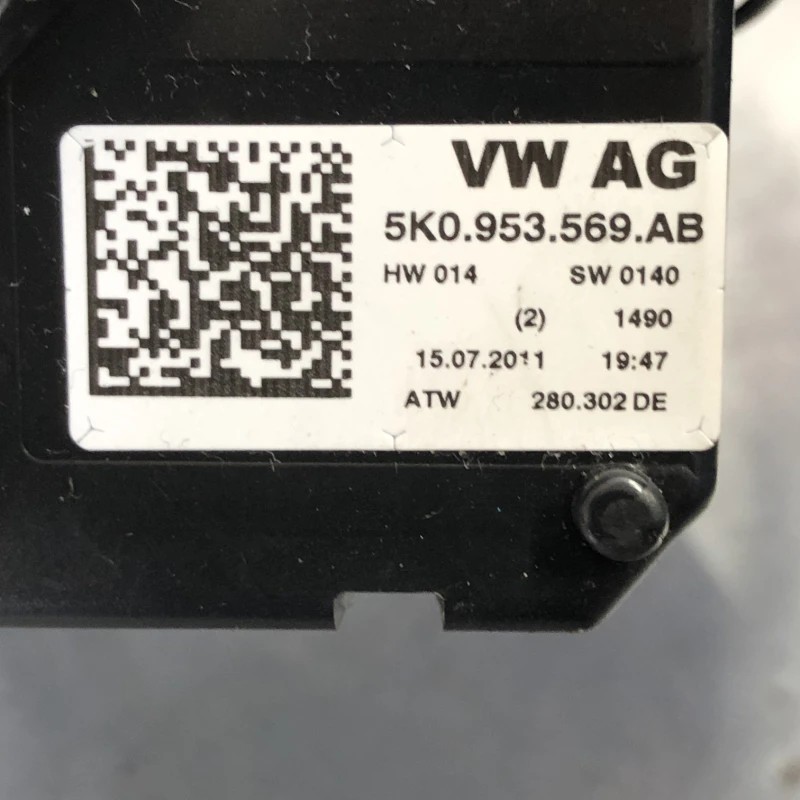 VW AG
5K0.953.569.AB
HW 014 SW 0140
(2) 1490
15.07.2011 19:47
ATW 280.302 DE